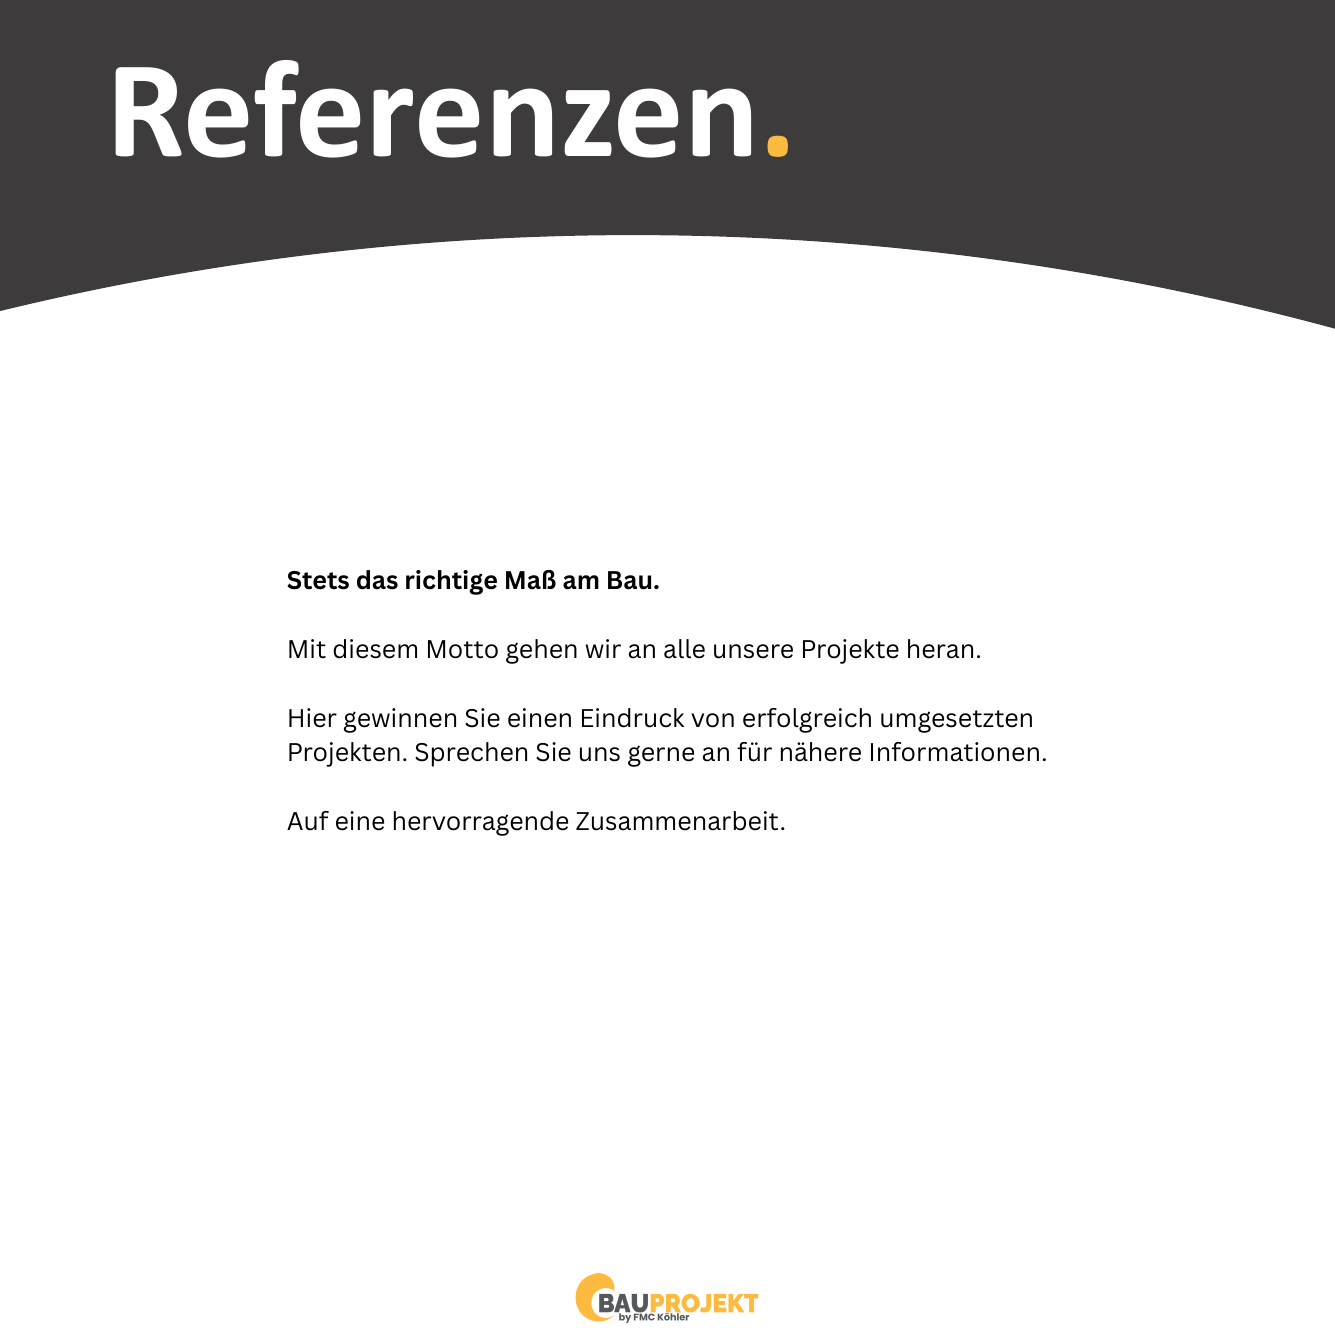 Referenzen.
Stets das richtige Maß am Bau.
Mit diesem Motto gehen wir an alle unsere Projekte heran.
Hier gewinnen Sie einen Eindruck von erfolgreich umgesetzten
Projekten. Sprechen Sie uns gerne an für nähere Informationen.
Auf eine hervorragende Zusammenarbeit.
BAUPROJEKT
by FMC Köhler